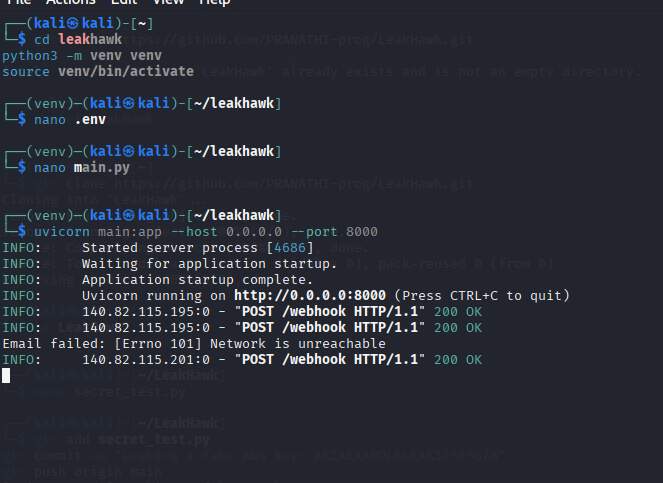 File Actions Edit View Help
┌──(kali㉿kali)-[~]
└─$ cd leakhawk
python3 -m venv venv
source venv/bin/activate
┌──(venv)─(kali㉿kali)-[~/leakhawk]
└─$ nano .env
┌──(venv)─(kali㉿kali)-[~/leakhawk]
└─$ nano main.py
┌──(venv)─(kali㉿kali)-[~/leakhawk]
└─$ uvicorn main:app --host 0.0.0.0 --port 8000
INFO:     Started server process [4686]
INFO:     Waiting for application startup.
INFO:     Application startup complete.
INFO:     Uvicorn running on http://0.0.0.0:8000 (Press CTRL+C to quit)
INFO:     140.82.115.195:0 - "POST /webhook HTTP/1.1" 200 OK
INFO:     140.82.115.195:0 - "POST /webhook HTTP/1.1" 200 OK
Email failed: [Errno 101] Network is unreachable
INFO:     140.82.115.201:0 - "POST /webhook HTTP/1.1" 200 OK